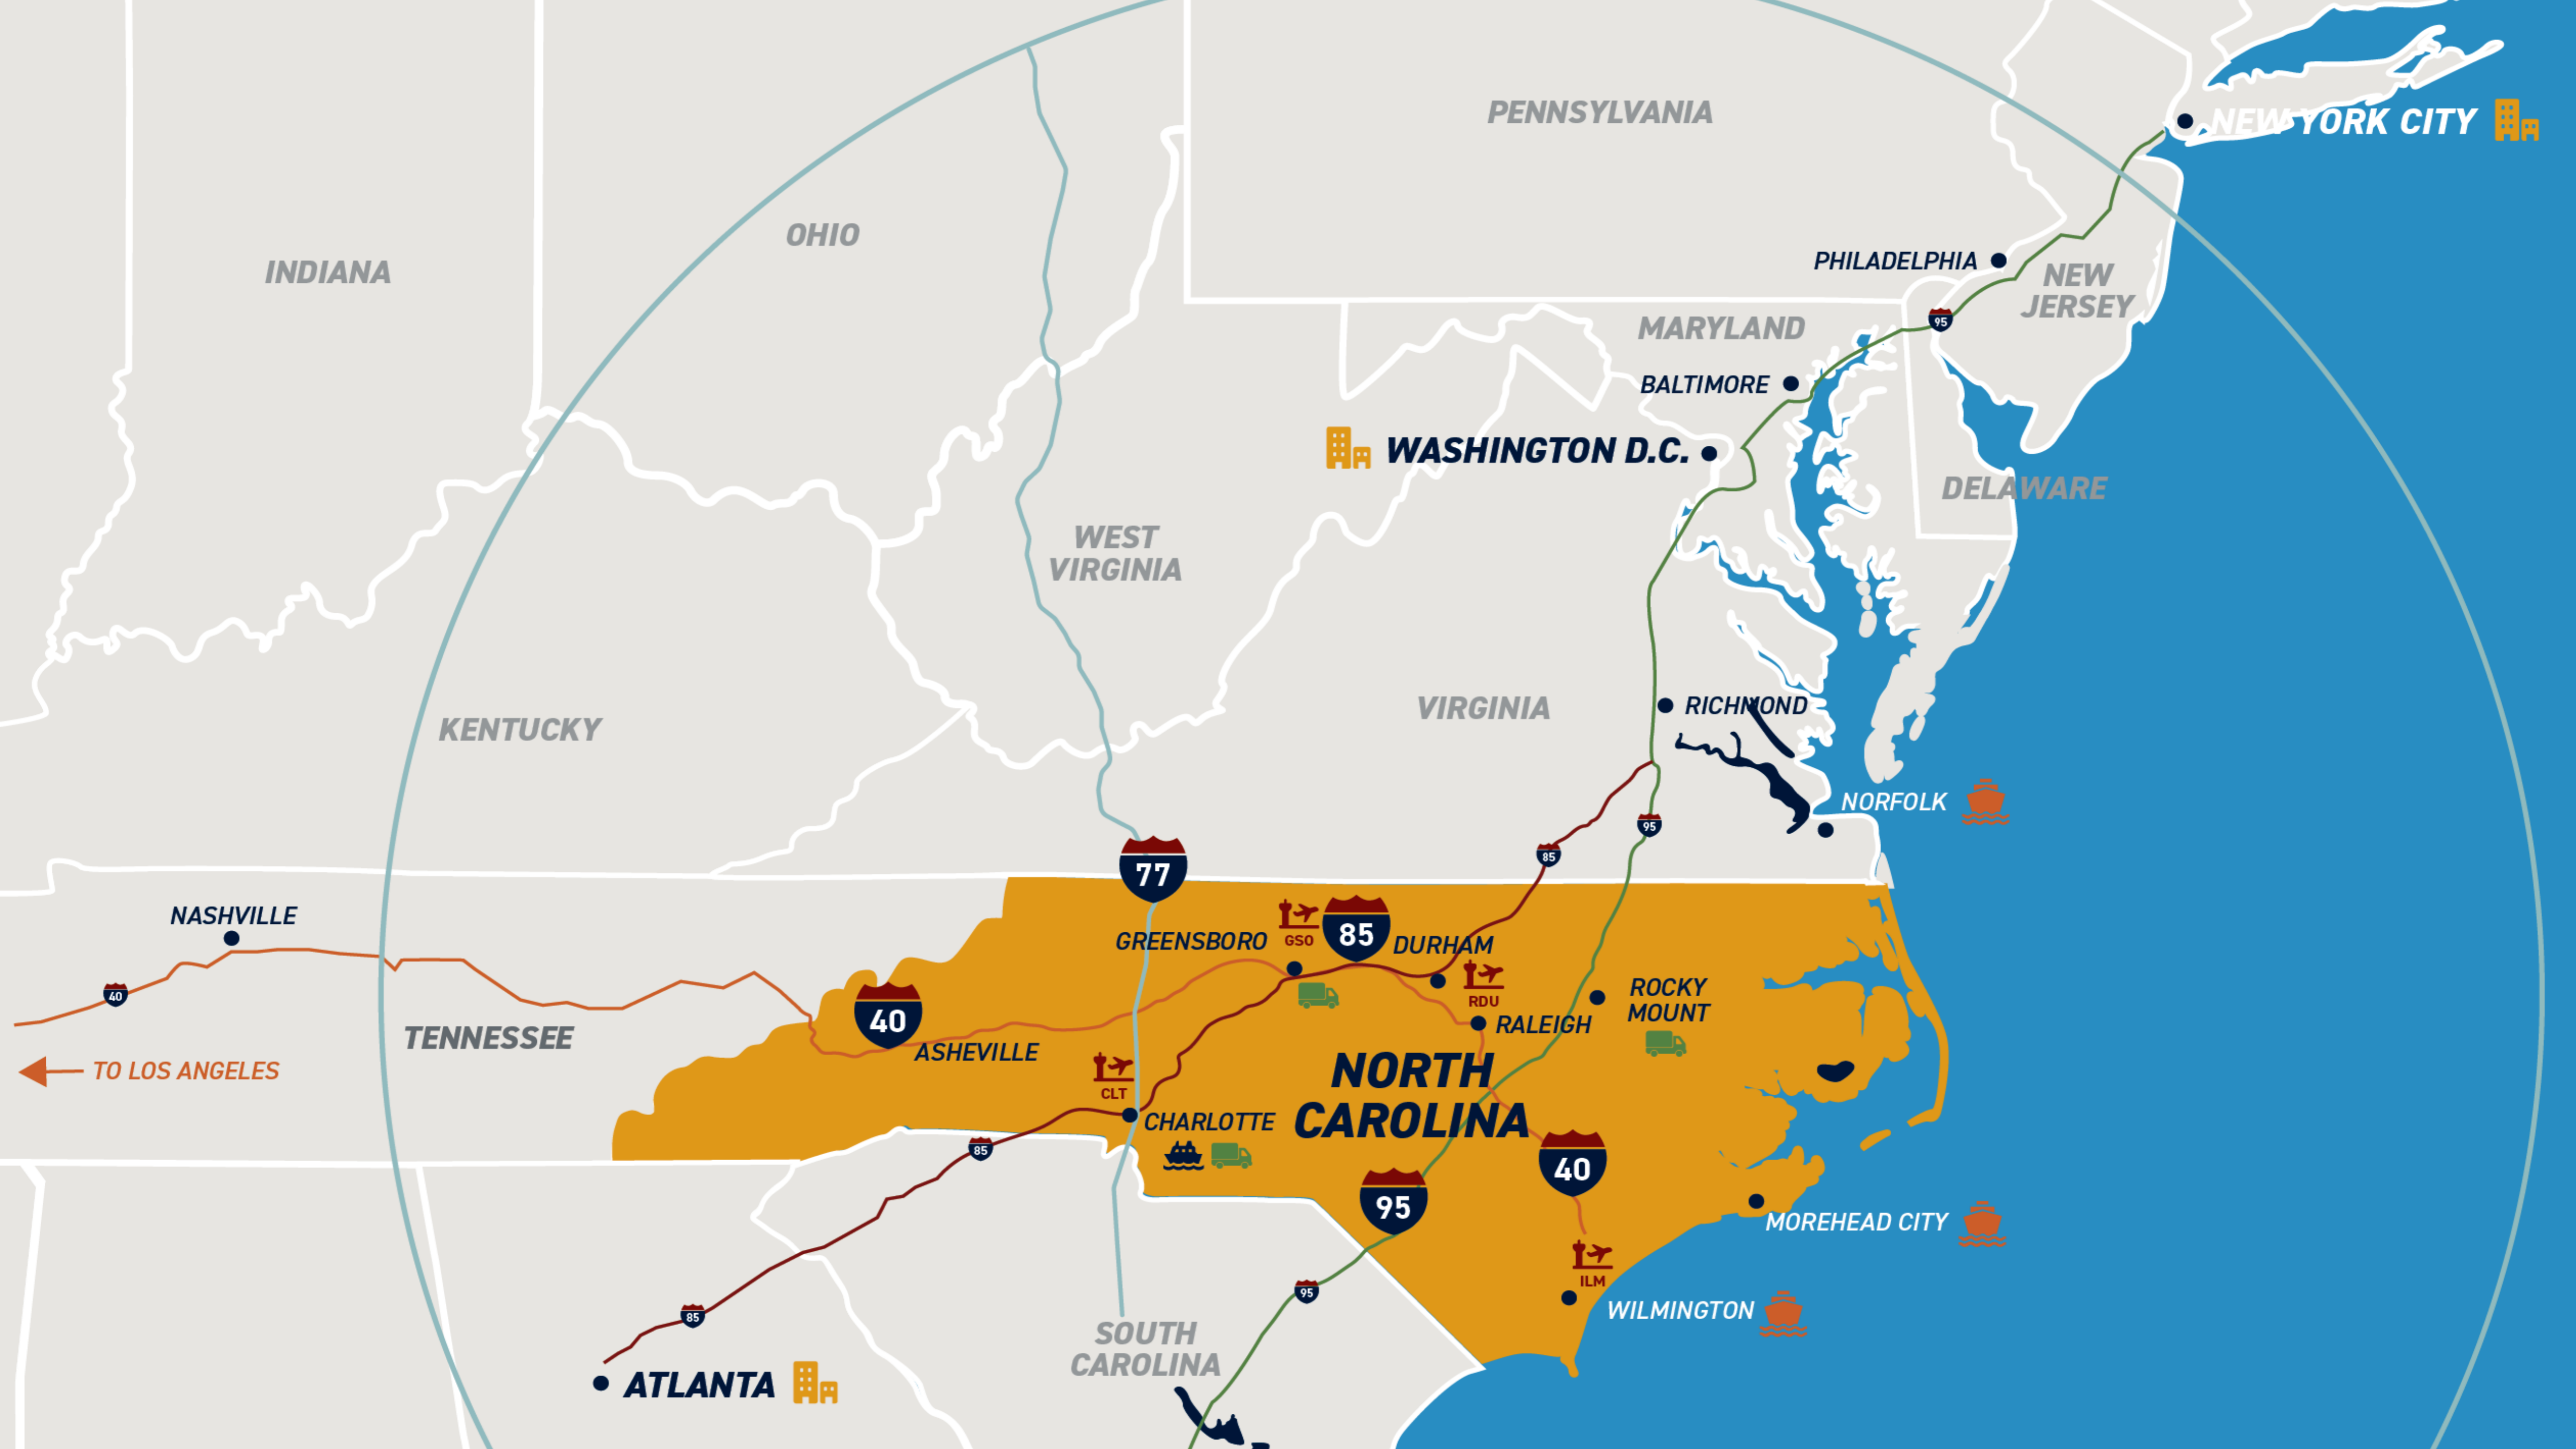 PENNSYLVANIA
NEW YORK CITY
OHIO
INDIANA
PHILADELPHIA
NEW
JERSEY
95
MARYLAND
BALTIMORE
WASHINGTON D.C.
DELAWARE
WEST
VIRGINIA
VIRGINIA
RICHMOND
KENTUCKY
NORFOLK
95
85
77
NASHVILLE
40
TENNESSEE
TO LOS ANGELES
GREENSBORO
GSO
85
DURHAM
RDU
ROCKY
MOUNT
RALEIGH
40
ASHEVILLE
CLT
CHARLOTTE
NORTH
CAROLINA
85
40
95
MOREHEAD CITY
ILM
WILMINGTON
95
85
SOUTH
CAROLINA
ATLANTA